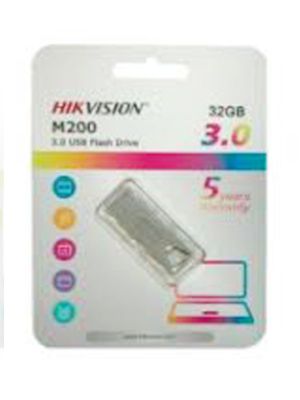 HIKVISION
32GB
M200
3.0
3.0 USB Flash Drive
5 years
Warranty